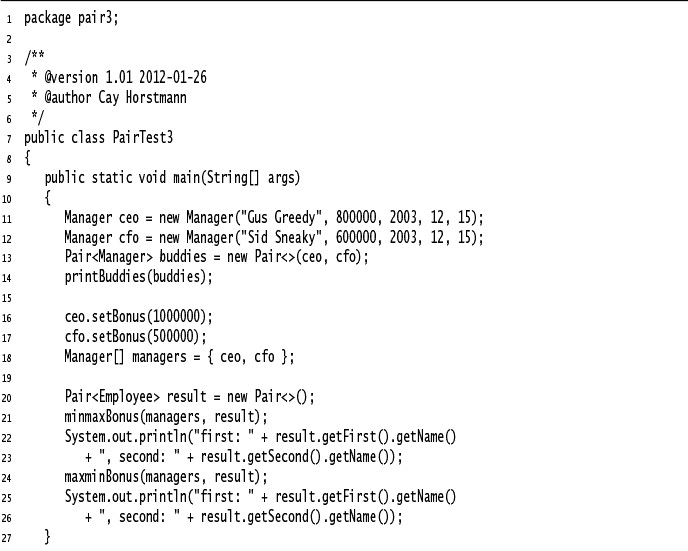 1 package pair3;
2
3 /**
4  * @version 1.01 2012-01-26
5  * @author Cay Horstmann
6  */
7 public class PairTest3
8 {
9    public static void main(String[] args)
10    {
11       Manager ceo = new Manager("Gus Greedy", 800000, 2003, 12, 15);
12       Manager cfo = new Manager("Sid Sneaky", 600000, 2003, 12, 15);
13       Pair<Manager> buddies = new Pair<>(ceo, cfo);
14       printBuddies(buddies);
15
16       ceo.setBonus(1000000);
17       cfo.setBonus(500000);
18       Manager[] managers = { ceo, cfo };
19
20       Pair<Employee> result = new Pair<>();
21       minmaxBonus(managers, result);
22       System.out.println("first: " + result.getFirst().getName()
23          + ", second: " + result.getSecond().getName());
24       maxminBonus(managers, result);
25       System.out.println("first: " + result.getFirst().getName()
26          + ", second: " + result.getSecond().getName());
27    }